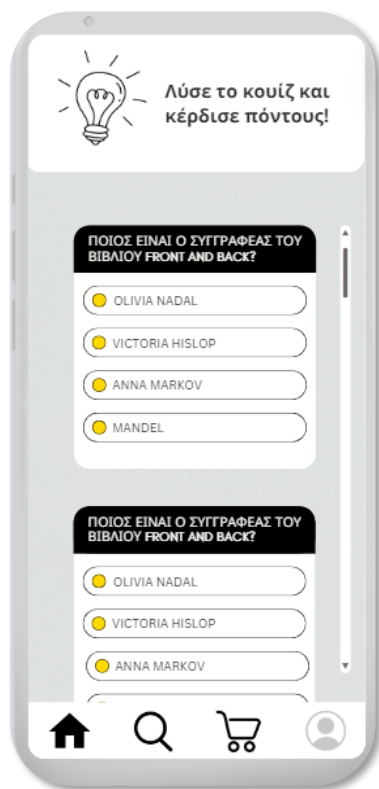 Λύσε το κουίζ και
κέρδισε πόντους!
ΠΟΙΟΣ ΕΙΝΑΙ Ο ΣΥΓΓΡΑΦΕΑΣ ΤΟΥ
ΒΙΒΛΙΟΥ FRONT AND BACK?
OLIVIA NADAL
VICTORIA HISLOP
ANNA MARKOV
MANDEL
ΠΟΙΟΣ ΕΙΝΑΙ Ο ΣΥΓΓΡΑΦΕΑΣ ΤΟΥ
ΒΙΒΛΙΟΥ FRONT AND BACK?
OLIVIA NADAL
VICTORIA HISLOP
ANNA MARKOV